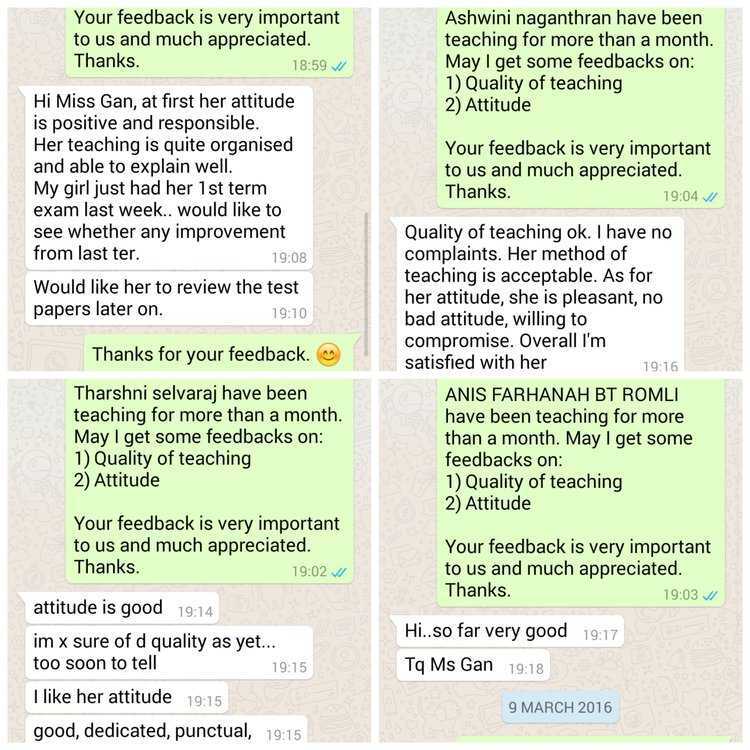 Your feedback is very important
to us and much appreciated.
Thanks.
18:59
Hi Miss Gan, at first her attitude
is positive and responsible.
Her teaching is quite organised
and able to explain well.
My girl just had her 1st term
exam last week.. would like to
see whether any improvement
from last ter.
19:08
Would like her to review the test
papers later on.
19:10
Thanks for your feedback. 😊
Ashwini naganthran have been
teaching for more than a month.
May I get some feedbacks on:
1) Quality of teaching
2) Attitude
Your feedback is very important
to us and much appreciated.
Thanks.
19:04
Quality of teaching ok. I have no
complaints. Her method of
teaching is acceptable. As for
her attitude, she is pleasant, no
bad attitude, willing to
compromise. Overall I'm
satisfied with her
19:16
Tharshni selvaraj have been
teaching for more than a month.
May I get some feedbacks on:
1) Quality of teaching
2) Attitude
Your feedback is very important
to us and much appreciated.
Thanks.
19:02
attitude is good
19:14
im x sure of d quality as yet...
too soon to tell
19:15
I like her attitude
19:15
good, dedicated, punctual,
19:15
ANIS FARHANAH BT ROMLI
have been teaching for more
than a month. May I get some
feedbacks on:
1) Quality of teaching
2) Attitude
Your feedback is very important
to us and much appreciated.
Thanks.
19:03
Hi..so far very good
19:17
Tq Ms Gan
19:18
9 MARCH 2016